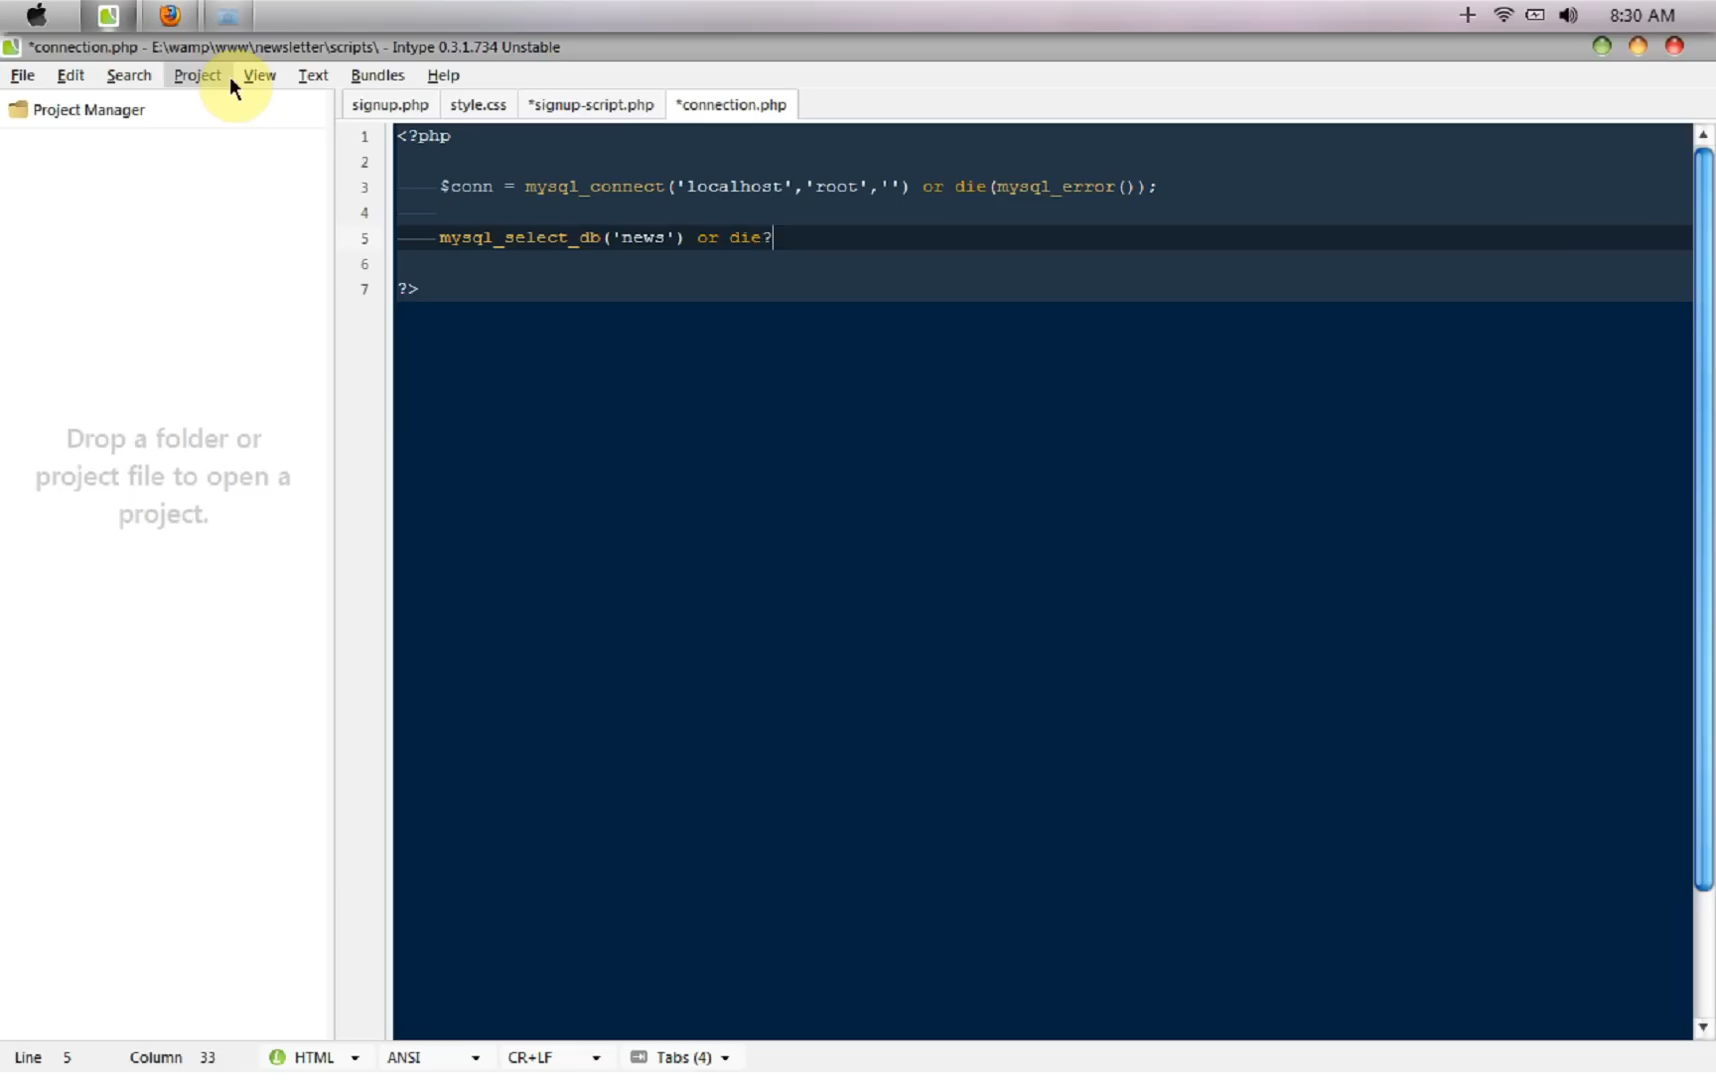 8:30 AM
*connection.php - E:\wamp\www\newsletter\scripts\ - Intype 0.3.1.734 Unstable
File Edit Search Project View Text Bundles Help
Project Manager
signup.php style.css *signup-script.php *connection.php
1 <?php
2
3 $conn = mysql_connect('localhost','root','') or die(mysql_error());
4
5 mysql_select_db('news') or die?
6
7 ?>
Drop a folder or
project file to open a
project.
Line 5 Column 33 HTML ANSI CR+LF Tabs (4)